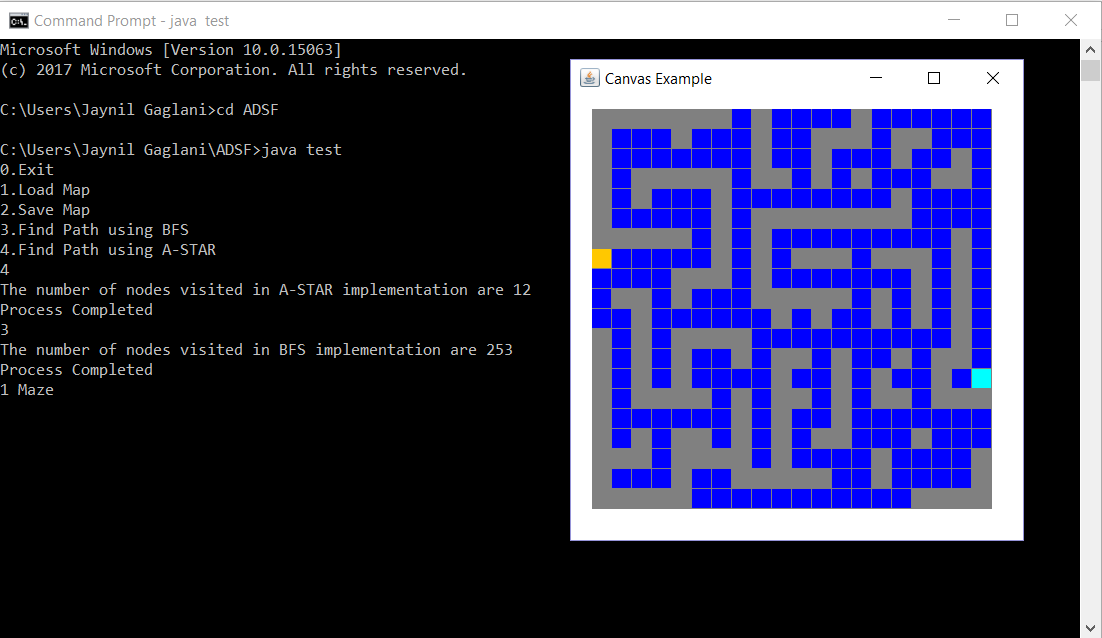 Command Prompt - java  test
Microsoft Windows [Version 10.0.15063]
(c) 2017 Microsoft Corporation. All rights reserved.
C:\Users\Jaynil Gaglani>cd ADSF
C:\Users\Jaynil Gaglani\ADSF>java test
0.Exit
1.Load Map
2.Save Map
3.Find Path using BFS
4.Find Path using A-STAR
4
The number of nodes visited in A-STAR implementation are 12
Process Completed
3
The number of nodes visited in BFS implementation are 253
Process Completed
1 Maze
Canvas Example